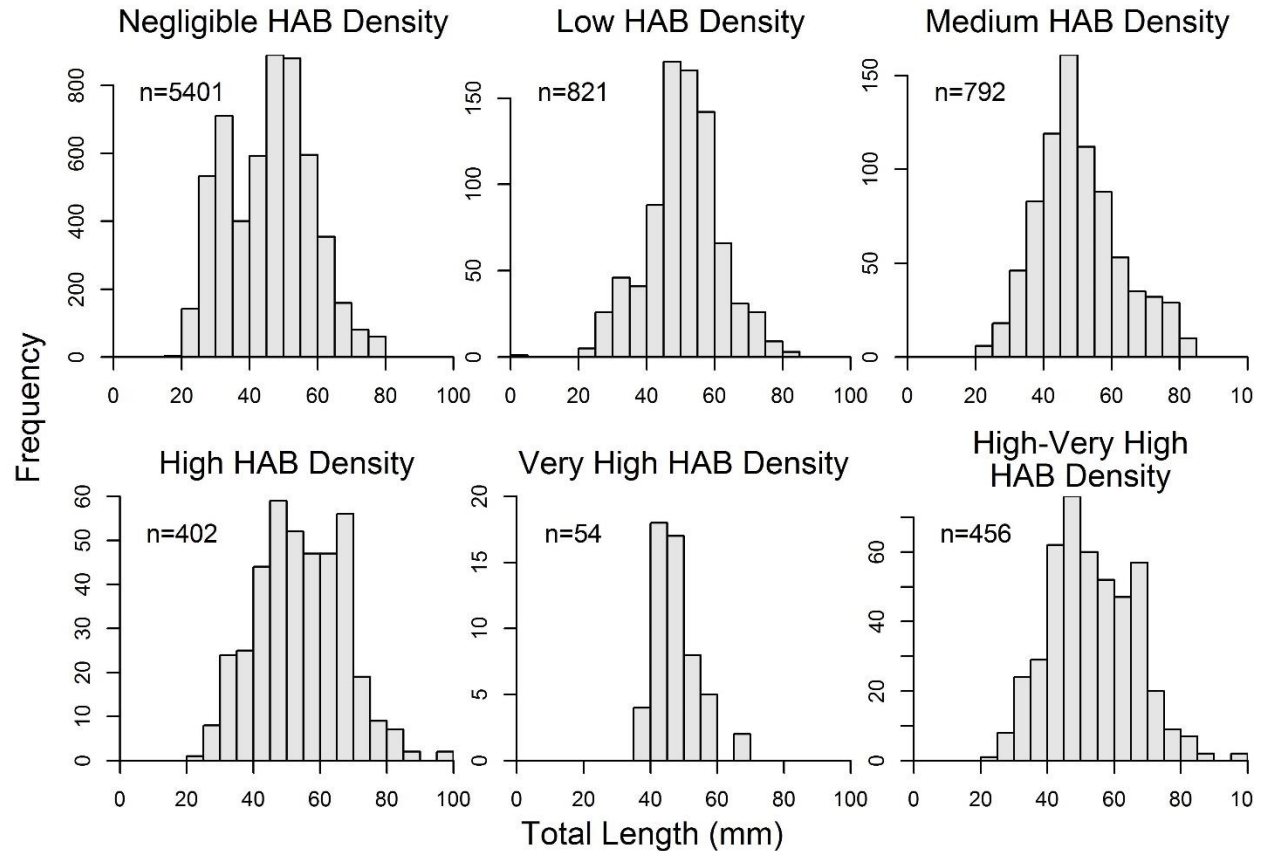 Negligible HAB Density
n=5401
0 200 400 600 800
0 20 40 60 80 100
Low HAB Density
n=821
0 50 100 150
0 20 40 60 80 100
Medium HAB Density
n=792
0 50 100 150
0 20 40 60 80 10
Frequency
High HAB Density
n=402
0 10 20 30 40 50 60
0 20 40 60 80 100
Very High HAB Density
n=54
0 5 10 15 20
0 20 40 60 80 100
High-Very High
HAB Density
n=456
0 20 40 60
0 20 40 60 80 10
Total Length (mm)